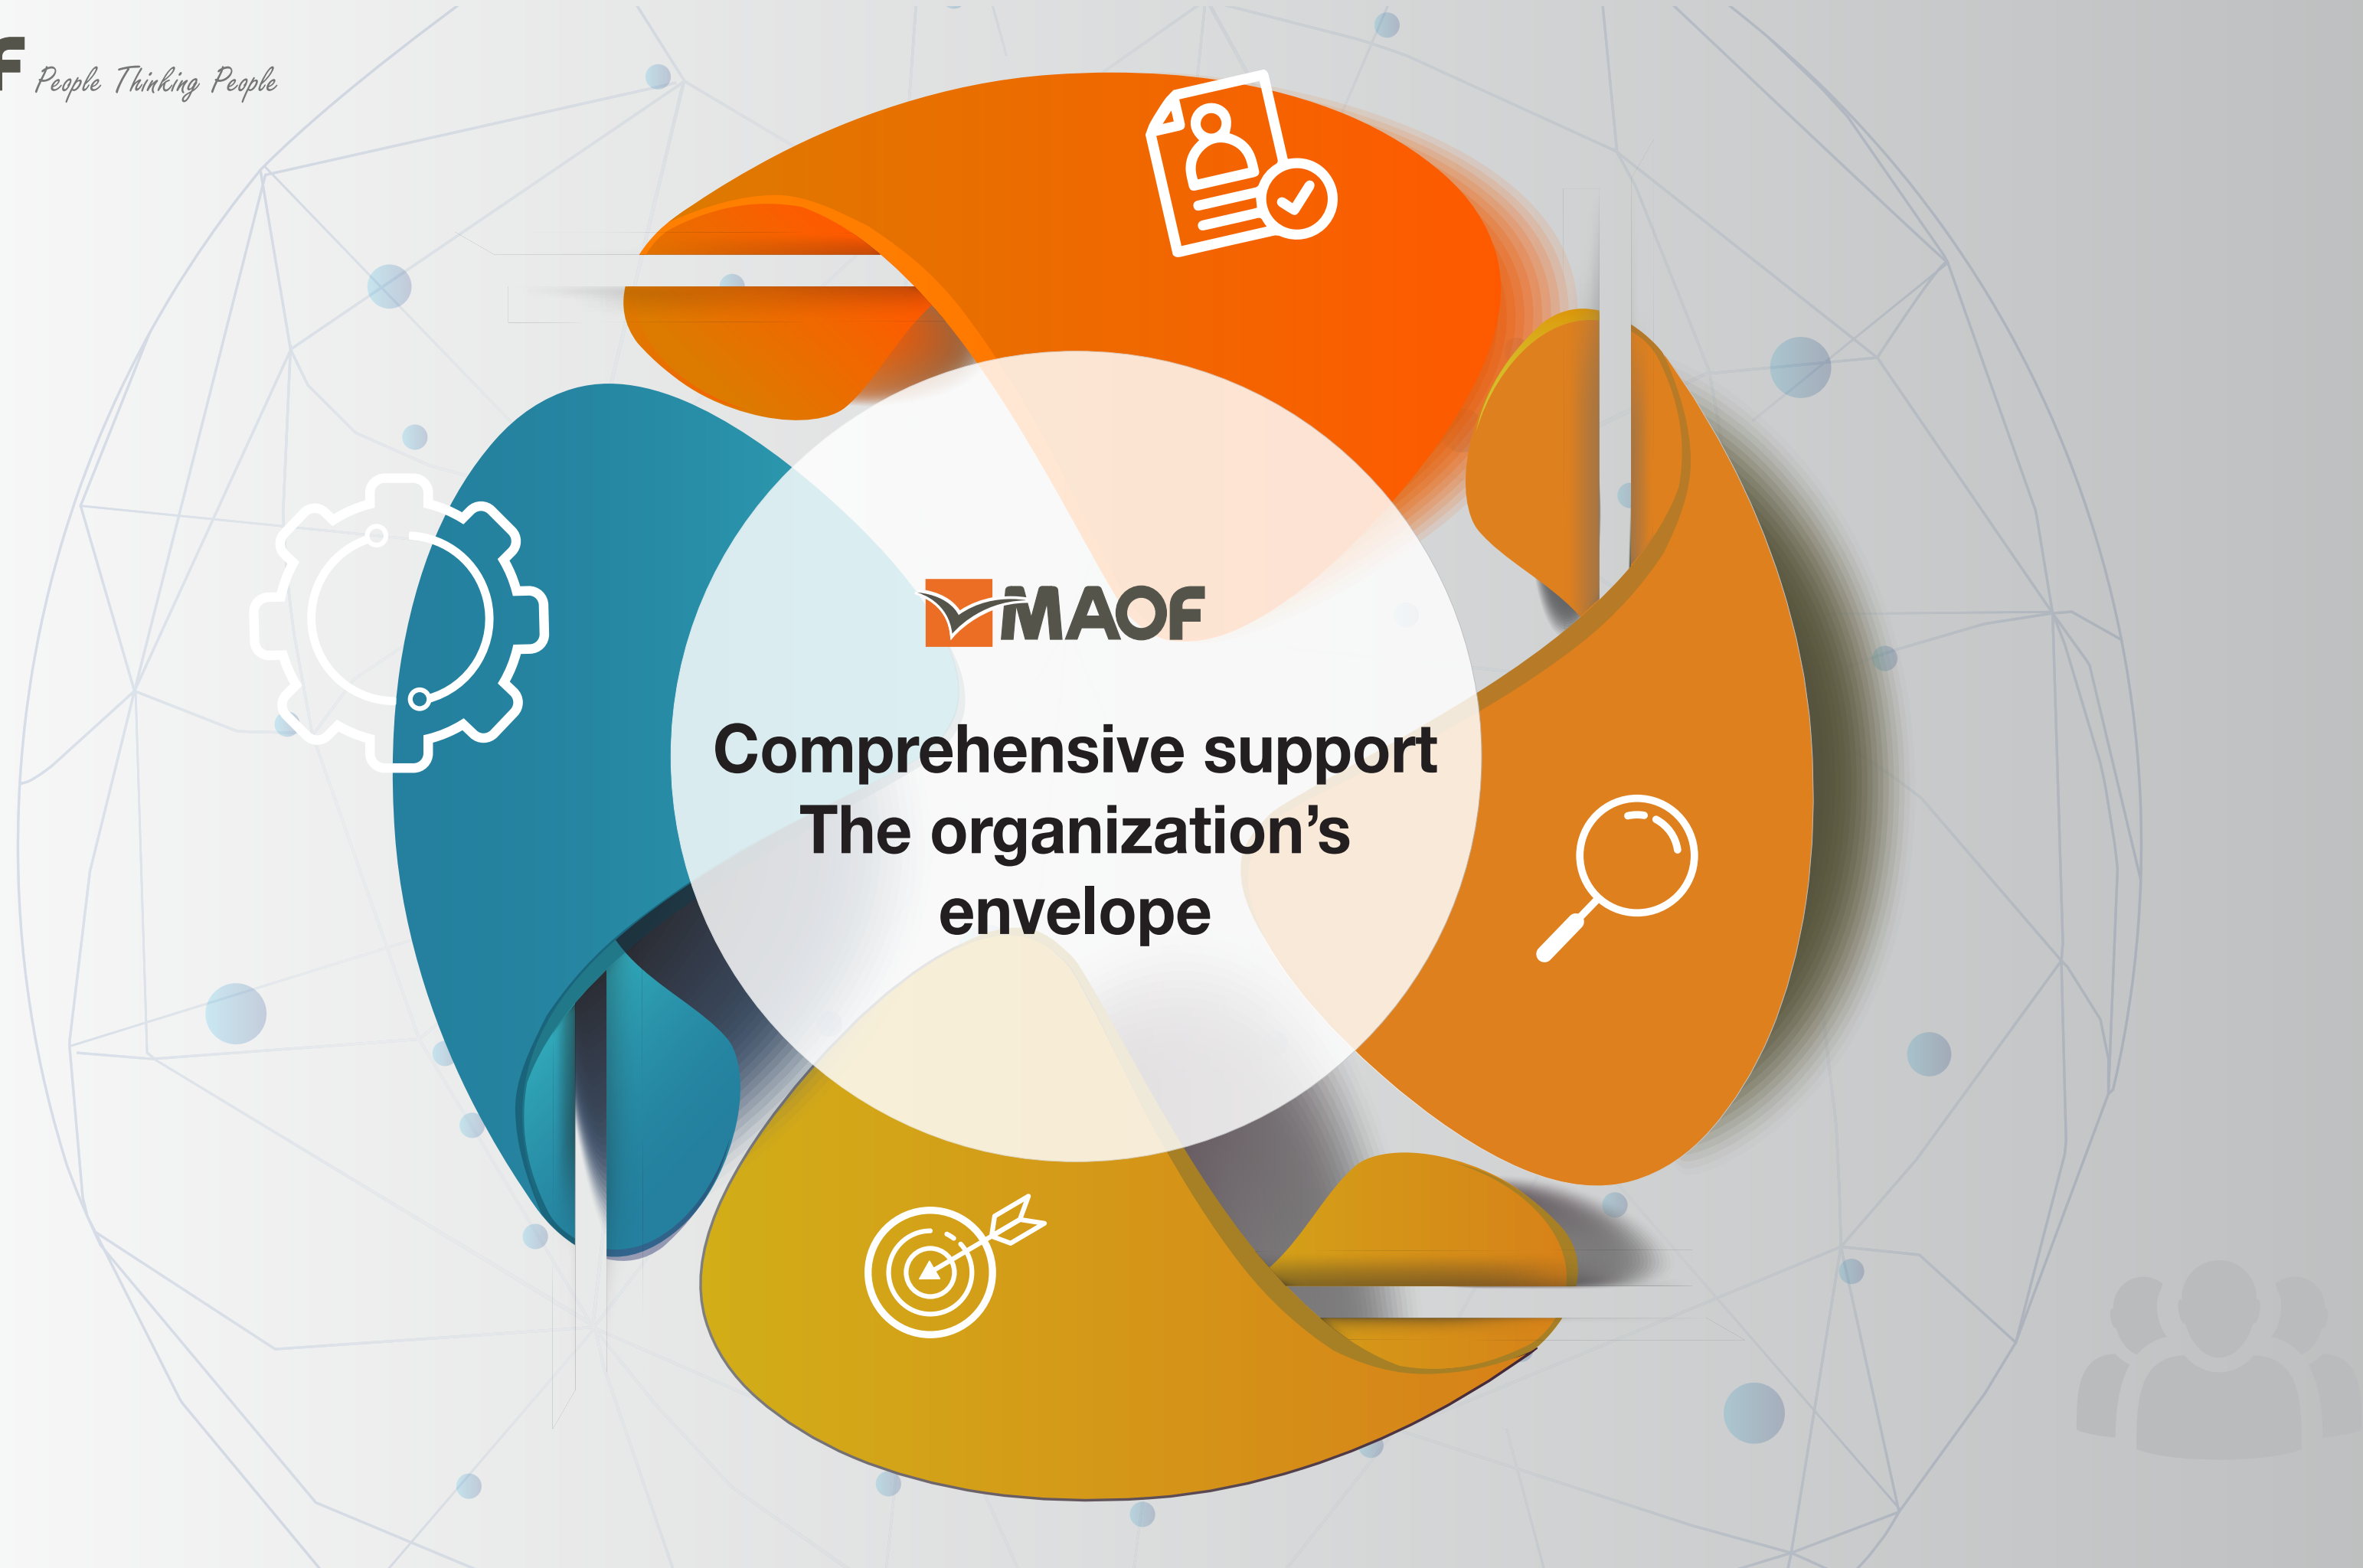 F People Thinking People
MAOF
Comprehensive support
The organization’s
envelope